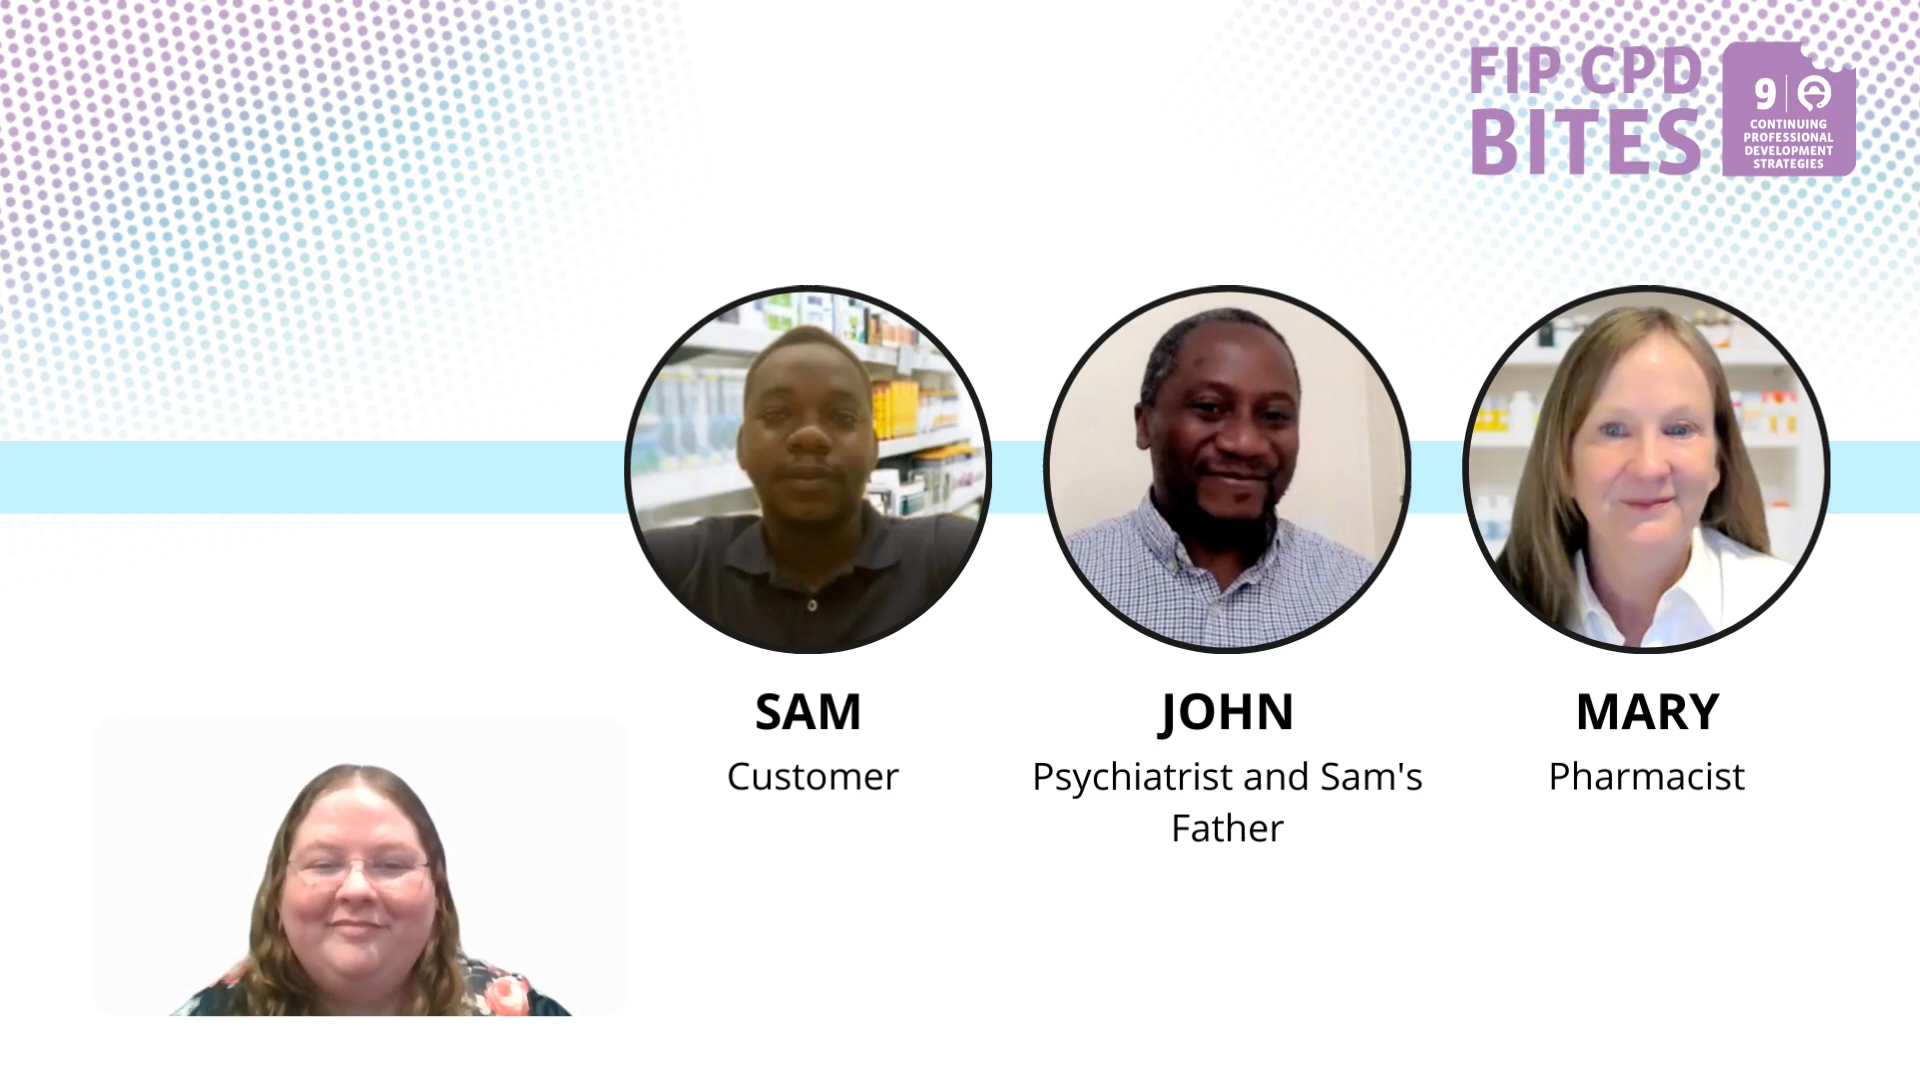 FIP CPD
BITES
9
CONTINUING
PROFESSIONAL
DEVELOPMENT
STRATEGIES
SAM
Customer
JOHN
Psychiatrist and Sam's
Father
MARY
Pharmacist